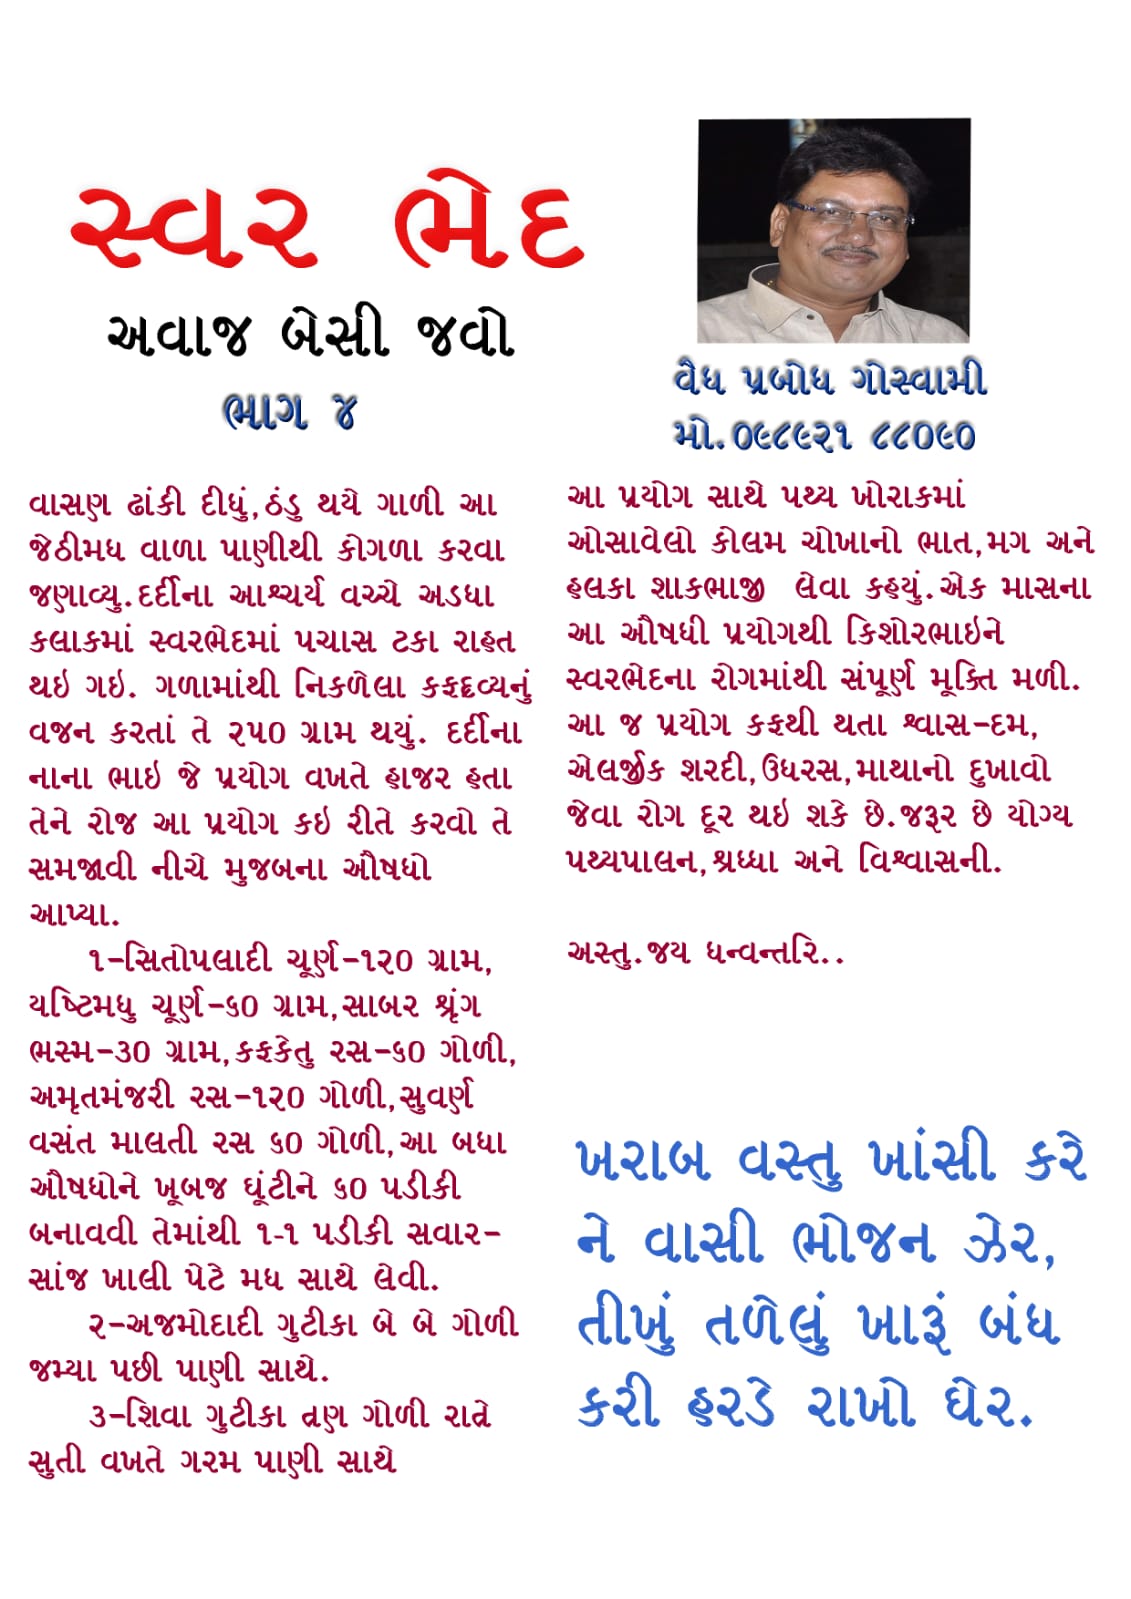 સ્વર ભેદ
અવાજ બેસી જવો
ભાગ ૪
વૈધ પ્રબોધ ગોસ્વામી
મો.૦૯૮૯૨૧ ૮૮૦૯૦
વાસણ ઢાંકી દીધું,ઠંડુ થયે ગાળી આ
જેઠીમધ વાળા પાણીથી કોગળા કરવા
જણાવ્યુ.દર્દીના આશ્ચર્ય વચ્ચે અડધા
કલાકમાં સ્વરભેદમાં પચાસ ટકા રાહત
થઇ ગઇ. ગળામાંથી નિકળેલા કફદ્રવ્યનું
વજન કરતાં તે ૨૫૦ ગ્રામ થયું. દર્દીના
નાના ભાઇ જે પ્રયોગ વખતે હાજર હતા
તેને રોજ આ પ્રયોગ કઇ રીતે કરવો તે
સમજાવી નીચે મુજબના ઔષધો
આપ્યા.
૧-સિતોપલાદી ચૂર્ણ-૧૨૦ ગ્રામ,
યષ્ટિમધુ ચૂર્ણ-૬૦ ગ્રામ,સાબર શ્રૃંગ
ભસ્મ-૩૦ ગ્રામ,કફકેતુ રસ-૬૦ ગોળી,
અમૃતમંજરી રસ-૧૨૦ ગોળી,સુવર્ણ
વસંત માલતી રસ ૬૦ ગોળી,આ બધા
ઔષધોને ખૂબજ ઘૂંટીને ૬૦ પડીકી
બનાવવી તેમાંથી ૧-૧ પડીકી સવાર-
સાંજ ખાલી પેટે મધ સાથે લેવી.
૨-અજમોદાદી ગુટીકા બે બે ગોળી
જમ્યા પછી પાણી સાથે.
૩-શિવા ગુટીકા ત્રણ ગોળી રાત્રે
સુતી વખતે ગરમ પાણી સાથે
આ પ્રયોગ સાથે પથ્ય ખોરાકમાં
ઓસાવેલો કોલમ ચોખાનો ભાત,મગ અને
હલકા શાકભાજી લેવા કહયું.એક માસના
આ ઔષધી પ્રયોગથી કિશોરભાઇને
સ્વરભેદના રોગમાંથી સંપૂર્ણ મૂક્તિ મળી.
આ જ પ્રયોગ કફથી થતા શ્વાસ-દમ,
એલર્જીક શરદી,ઉધરસ,માથાનો દુખાવો
જેવા રોગ દૂર થઇ શકે છે.જરૂર છે યોગ્ય
પથ્યપાલન,શ્રધ્ધા અને વિશ્વાસની.
અસ્તુ.જય ધન્વન્તરિ..
ખરાબ વસ્તુ ખાંસી કરે
ને વાસી ભોજન ઝેર,
તીખું તળેલું ખારૂં બંધ
કરી હરડે રાખો ઘેર.